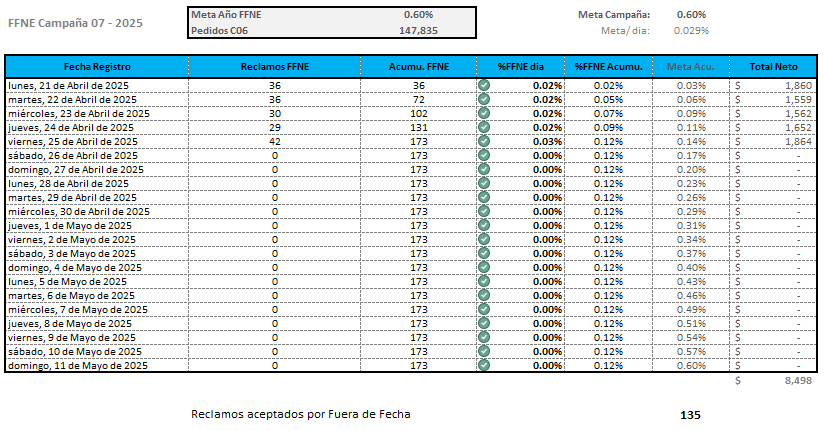 FFNE Campaña 07 - 2025
Meta Año FFNE 0.60%
Pedidos C06 147,835
Meta Campaña: 0.60%
Meta/dia: 0.029%
Fecha Registro Reclamos FFNE Acumu. FFNE %FFNE dia %FFNE Acumu. Meta Acu. Total Neto
lunes, 21 de Abril de 2025 36 36 0.02% 0.02% 0.03% $ 1,860
martes, 22 de Abril de 2025 36 72 0.02% 0.05% 0.06% $ 1,559
miércoles, 23 de Abril de 2025 30 102 0.02% 0.07% 0.09% $ 1,562
jueves, 24 de Abril de 2025 29 131 0.02% 0.09% 0.11% $ 1,652
viernes, 25 de Abril de 2025 42 173 0.03% 0.12% 0.14% $ 1,864
sábado, 26 de Abril de 2025 0 173 0.00% 0.12% 0.17% $ -
domingo, 27 de Abril de 2025 0 173 0.00% 0.12% 0.20% $ -
lunes, 28 de Abril de 2025 0 173 0.00% 0.12% 0.23% $ -
martes, 29 de Abril de 2025 0 173 0.00% 0.12% 0.26% $ -
miércoles, 30 de Abril de 2025 0 173 0.00% 0.12% 0.29% $ -
jueves, 1 de Mayo de 2025 0 173 0.00% 0.12% 0.31% $ -
viernes, 2 de Mayo de 2025 0 173 0.00% 0.12% 0.34% $ -
sábado, 3 de Mayo de 2025 0 173 0.00% 0.12% 0.37% $ -
domingo, 4 de Mayo de 2025 0 173 0.00% 0.12% 0.40% $ -
lunes, 5 de Mayo de 2025 0 173 0.00% 0.12% 0.43% $ -
martes, 6 de Mayo de 2025 0 173 0.00% 0.12% 0.46% $ -
miércoles, 7 de Mayo de 2025 0 173 0.00% 0.12% 0.49% $ -
jueves, 8 de Mayo de 2025 0 173 0.00% 0.12% 0.51% $ -
viernes, 9 de Mayo de 2025 0 173 0.00% 0.12% 0.54% $ -
sábado, 10 de Mayo de 2025 0 173 0.00% 0.12% 0.57% $ -
domingo, 11 de Mayo de 2025 0 173 0.00% 0.12% 0.60% $ -
$ 8,498
Reclamos aceptados por Fuera de Fecha 135